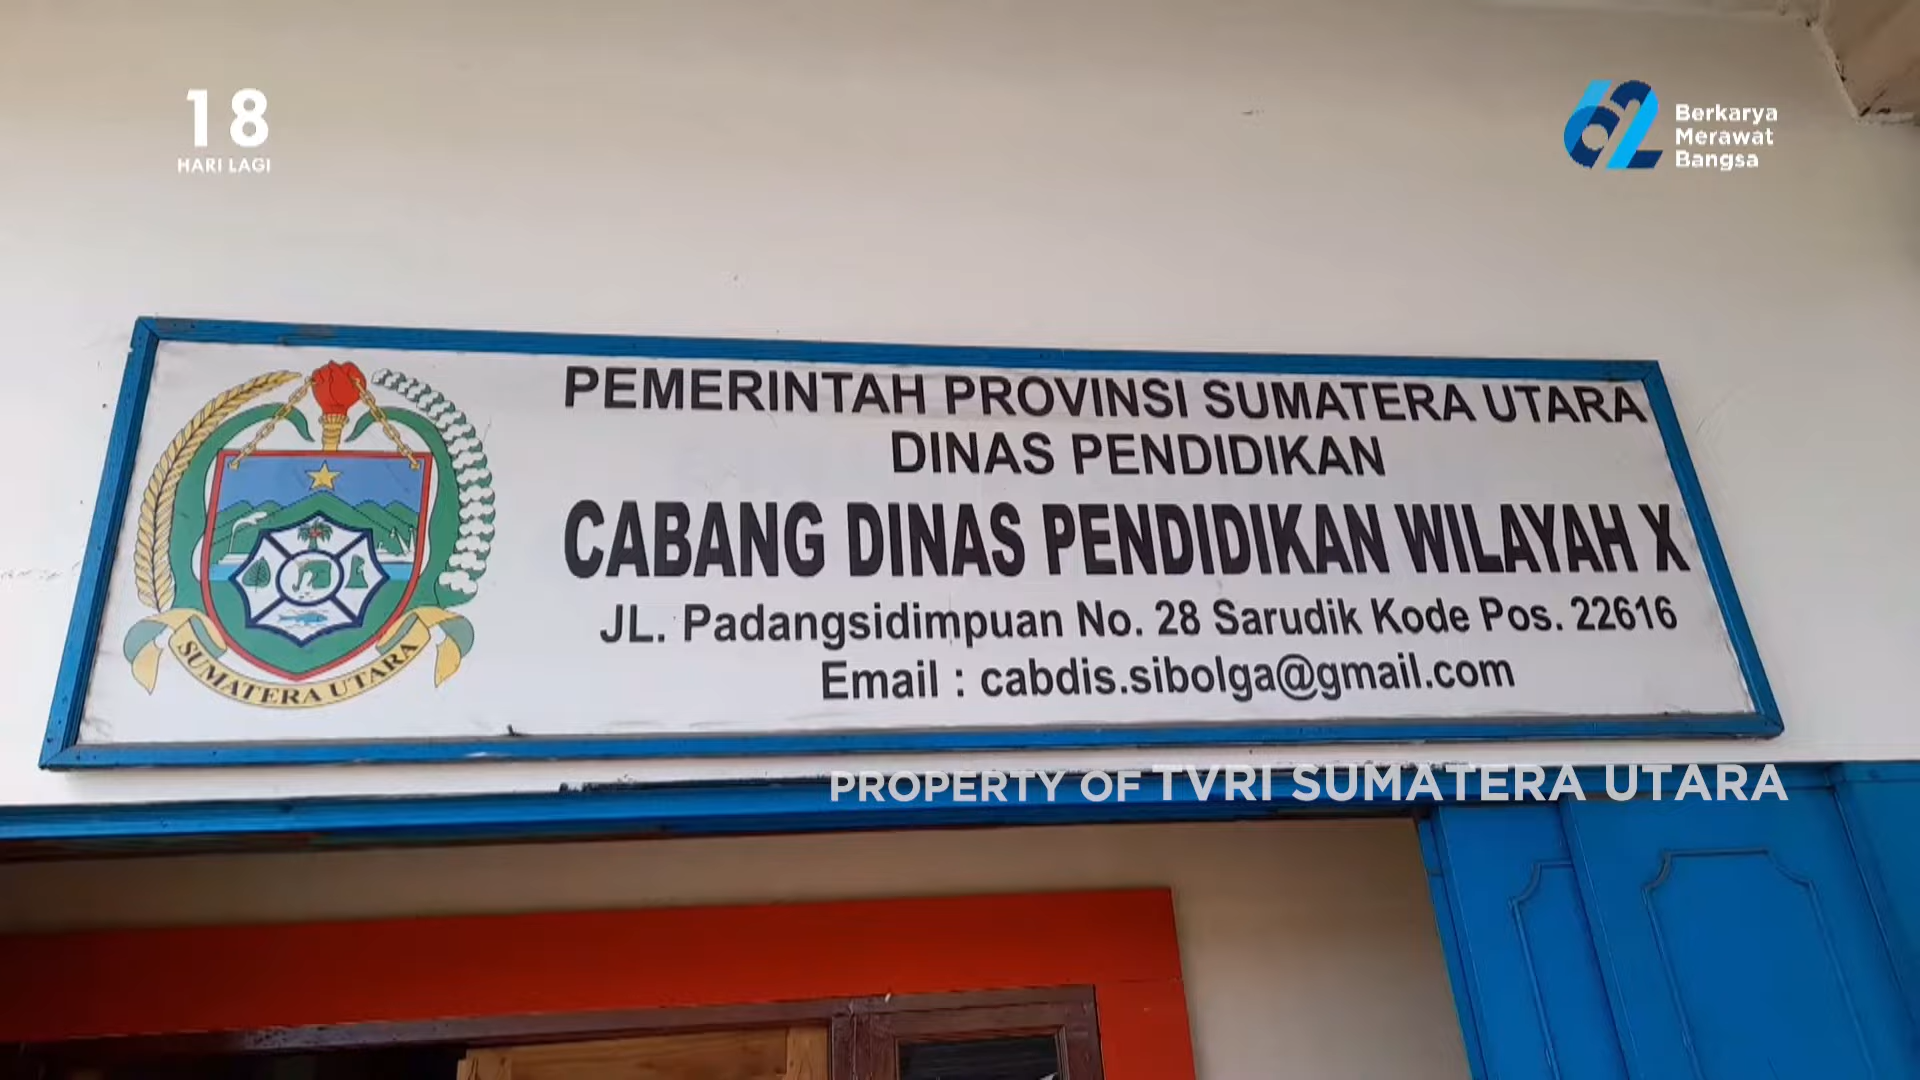 18
HARI LAGI
62
Berkarya
Merawat
Bangsa
PEMERINTAH PROVINSI SUMATERA UTARA
DINAS PENDIDIKAN
CABANG DINAS PENDIDIKAN WILAYAH X
JL. Padangsidimpuan No. 28 Sarudik Kode Pos. 22616
Email : cabdis.sibolga@gmail.com
SUMATERA UTARA
PROPERTY OF TVRI SUMATERA UTARA